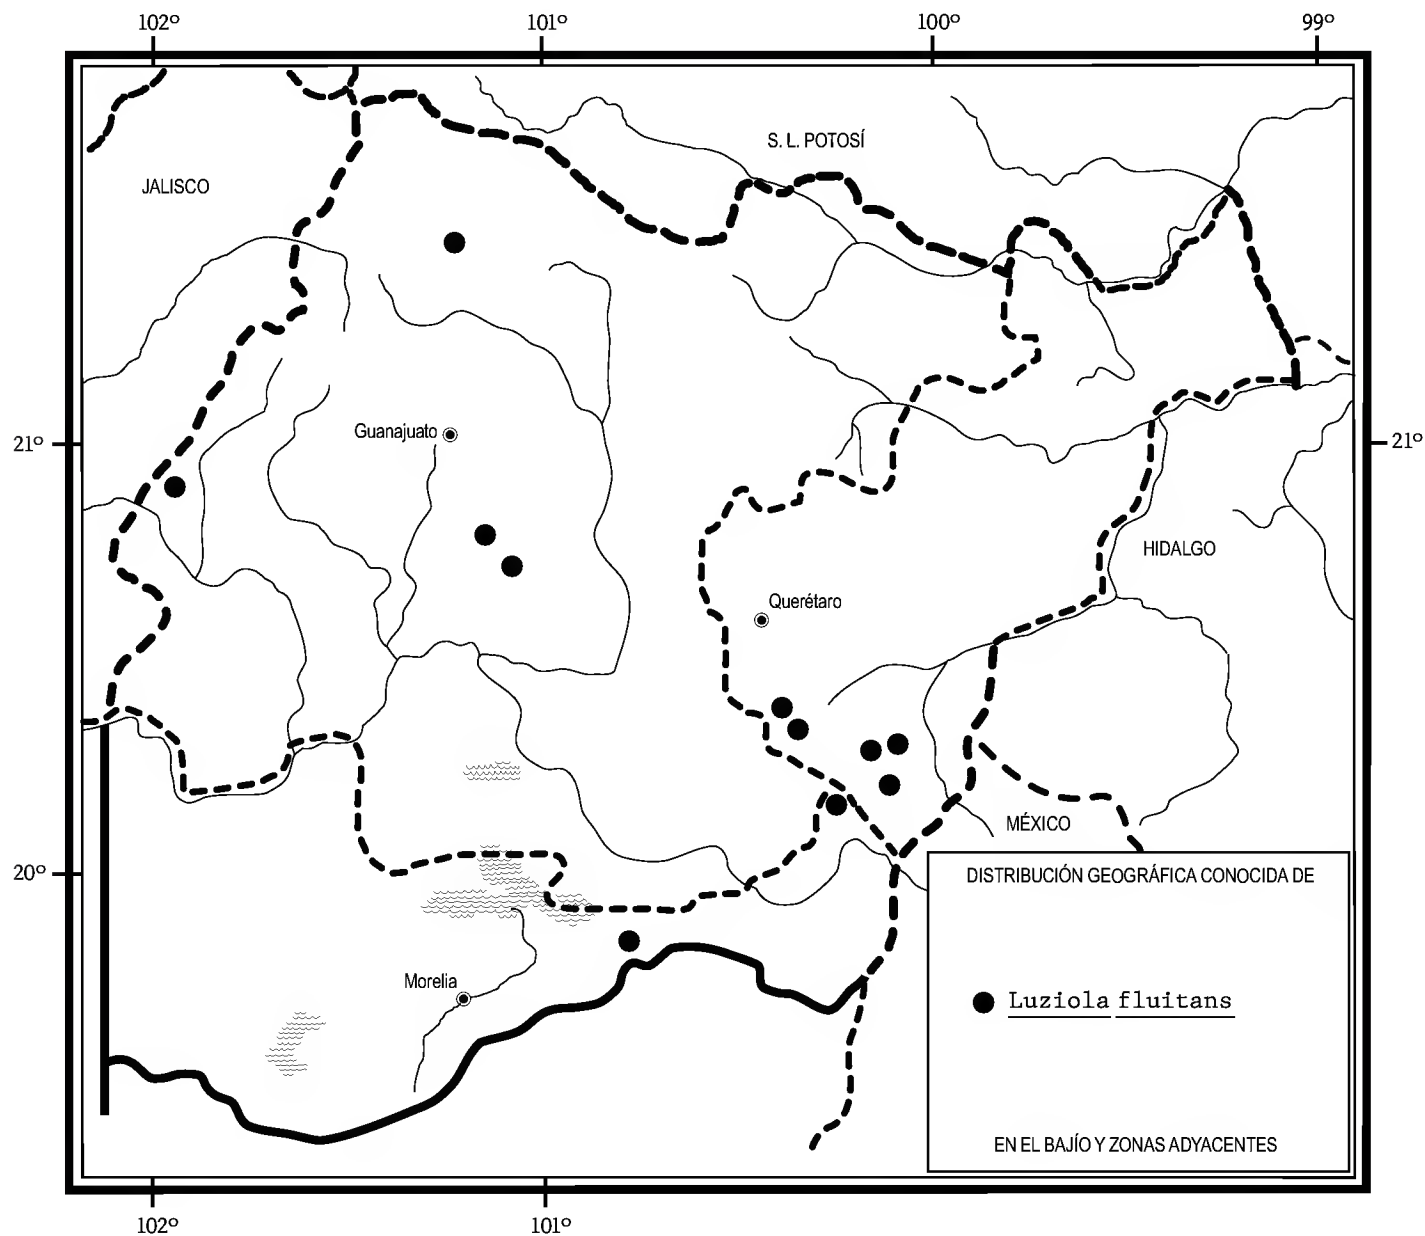 102º
101º
100º
99º
S. L. POTOSÍ
JALISCO
Guanajuato
21º
21º
HIDALGO
Querétaro
MÉXICO
20º
DISTRIBUCIÓN GEOGRÁFICA CONOCIDA DE
Morelia
Luziola fluitans
EN EL BAJÍO Y ZONAS ADYACENTES
102º
101º